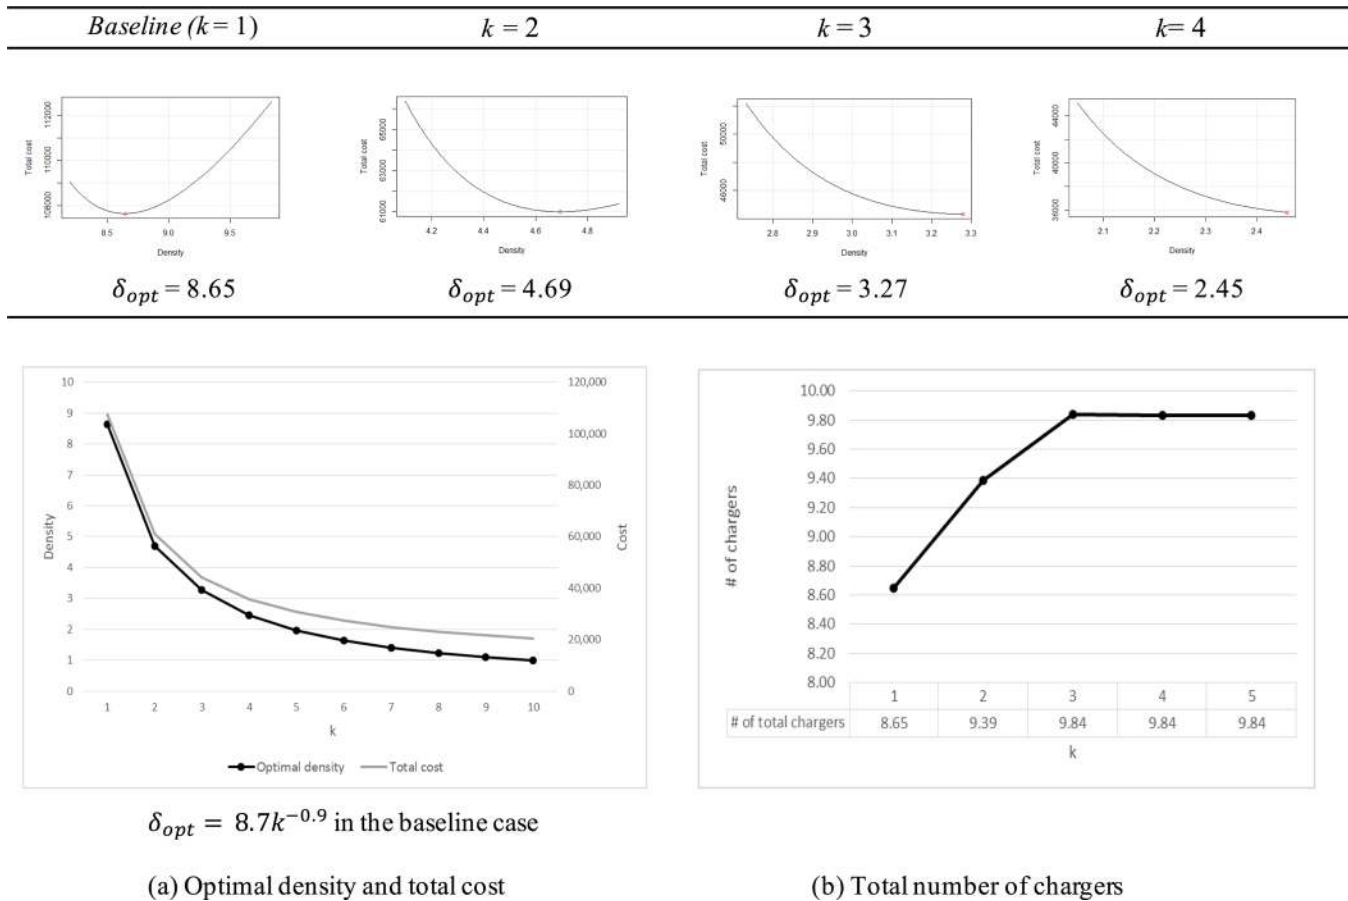 Baseline (k = 1) k = 2 k = 3 k= 4
Total cost
112000
110000
108000
8.5 9.0 9.5
Density
Total cost
65000
63000
61000
4.2 4.4 4.6 4.8
Density
Total cost
50000
46000
2.8 2.9 3.0 3.1 3.2 3.3
Density
Total cost
44000
40000
36000
2.1 2.2 2.3 2.4
Density
δopt = 8.65 δopt = 4.69 δopt = 3.27 δopt = 2.45
10
9
8
7
6
5
4
3
2
1
0
Density
120,000
100,000
80,000
60,000
40,000
20,000
0
Cost
1 2 3 4 5 6 7 8 9 10
k
Optimal density Total cost
10.00
9.80
9.60
9.40
9.20
9.00
8.80
8.60
8.40
8.20
8.00
# of chargers
1 2 3 4 5
# of total chargers 8.65 9.39 9.84 9.84 9.84
k
δopt = 8.7k−0.9 in the baseline case
(a) Optimal density and total cost
(b) Total number of chargers